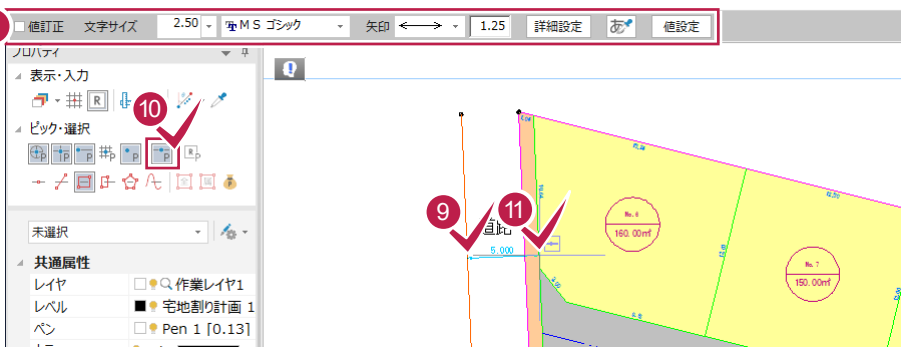 値訂正 文字サイズ 2.50 MS ゴシック 矢印 1.25 詳細設定 あ 値設定
プロパティ
表示・入力
R
10
ピック・選択
P P P P P P R P
9
11
道路
5.000
No. 6
160.00㎡
No. 7
150.00㎡
未選択
共通属性
レイヤ 作業レイヤ1
レベル 宅地割り計画 1
ペン Pen 1 [0.13]